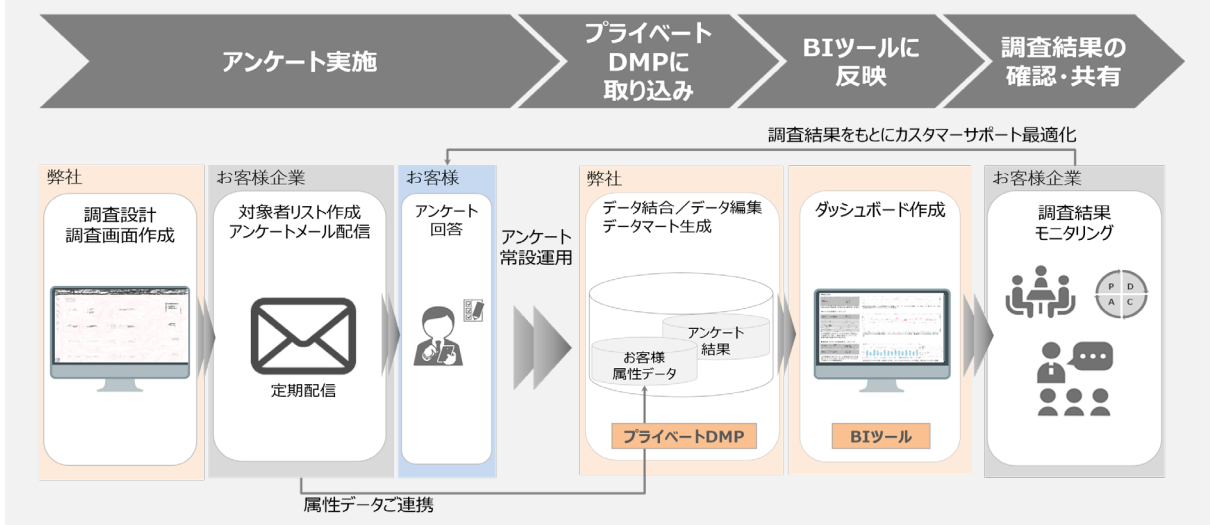 アンケート実施
プライベート
DMPに
取り込み
BIツールに
反映
調査結果の
確認・共有
調査結果をもとにカスタマーサポート最適化
弊社
調査設計
調査画面作成
お客様企業
対象者リスト作成
アンケートメール配信
定期配信
お客様
アンケート
回答
アンケート
常設運用
弊社
データ結合／データ編集
データマート生成
アンケート
結果
お客様
属性データ
プライベートDMP
ダッシュボード作成
BIツール
お客様企業
調査結果
モニタリング
P D
A C
属性データご連携